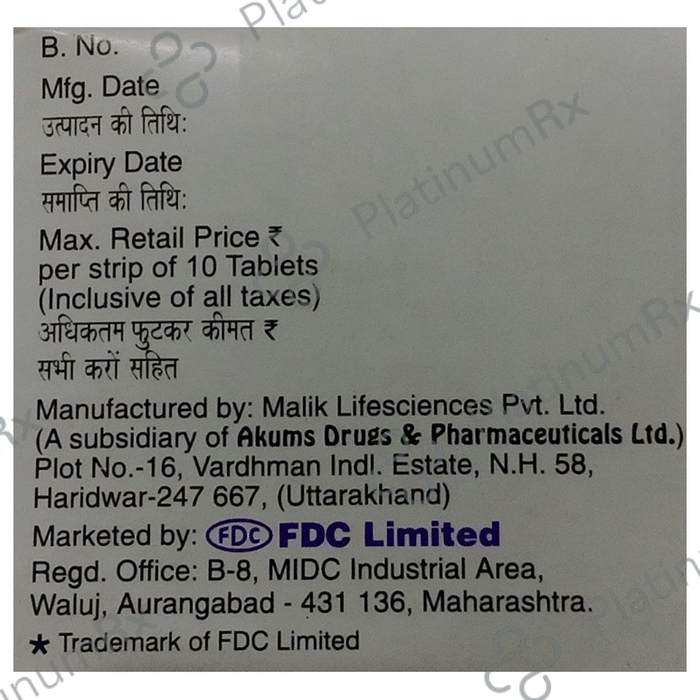 B. No.
Mfg. Date
उत्पादन की तिथि:
Expiry Date
समाप्ति की तिथि:
Max. Retail Price ₹
per strip of 10 Tablets
(Inclusive of all taxes)
अधिकतम फुटकर कीमत ₹
सभी करों सहित
Manufactured by: Malik Lifesciences Pvt. Ltd.
(A subsidiary of Akums Drugs & Pharmaceuticals Ltd.)
Plot No.-16, Vardhman Indl. Estate, N.H. 58,
Haridwar-247 667, (Uttarakhand)
Marketed by: FDC FDC Limited
Regd. Office: B-8, MIDC Industrial Area,
Waluj, Aurangabad - 431 136, Maharashtra.
★ Trademark of FDC Limited
PlatinumRx
PlatinumRx